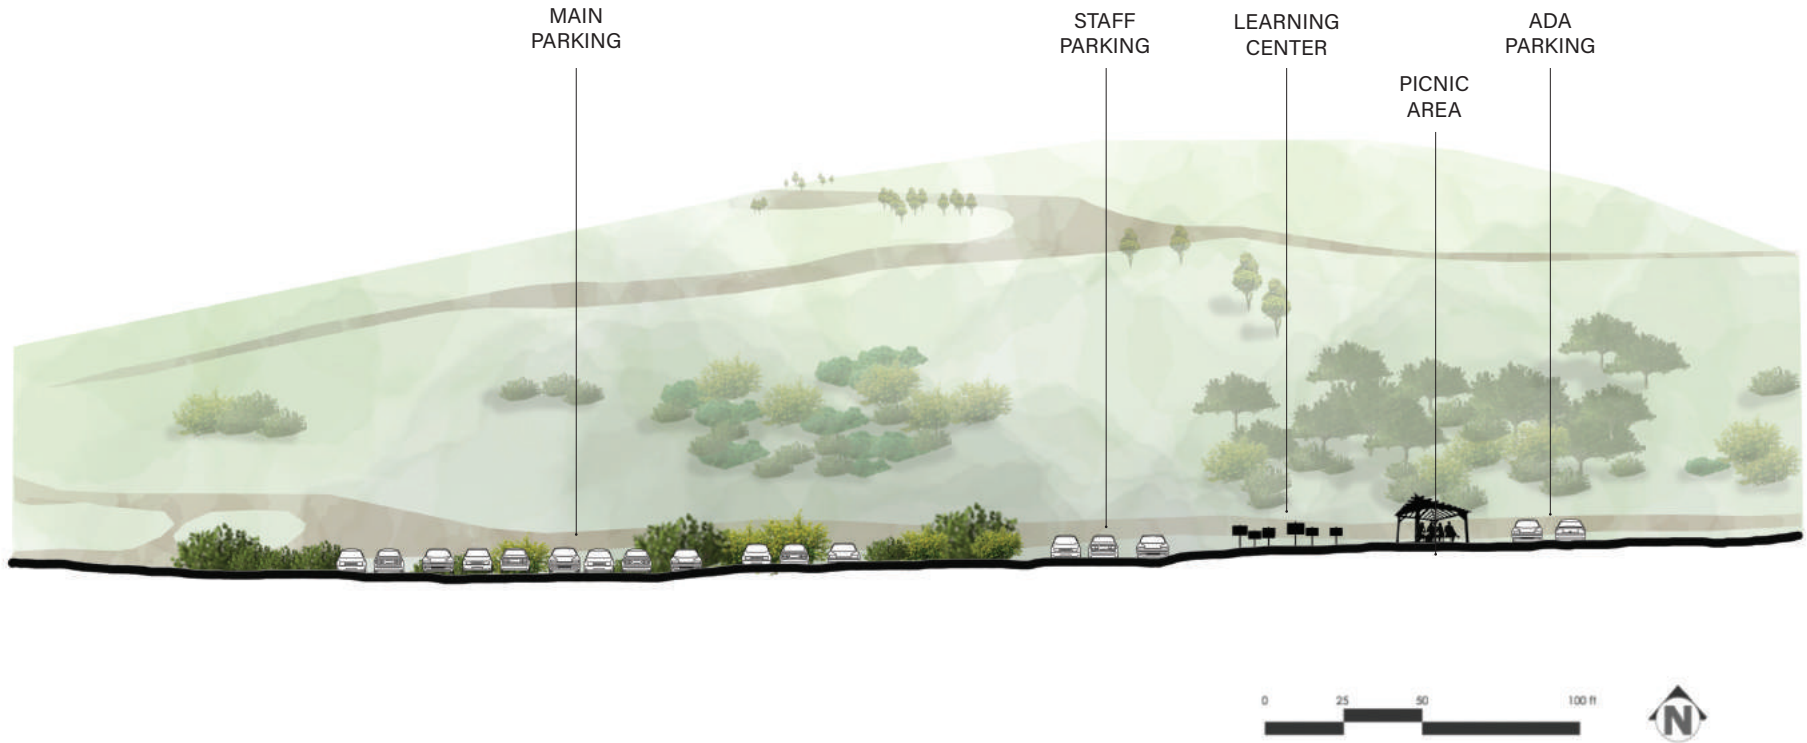 MAIN
PARKING
STAFF
PARKING
LEARNING
CENTER
PICNIC
AREA
ADA
PARKING
0 25 50 100 ft
N